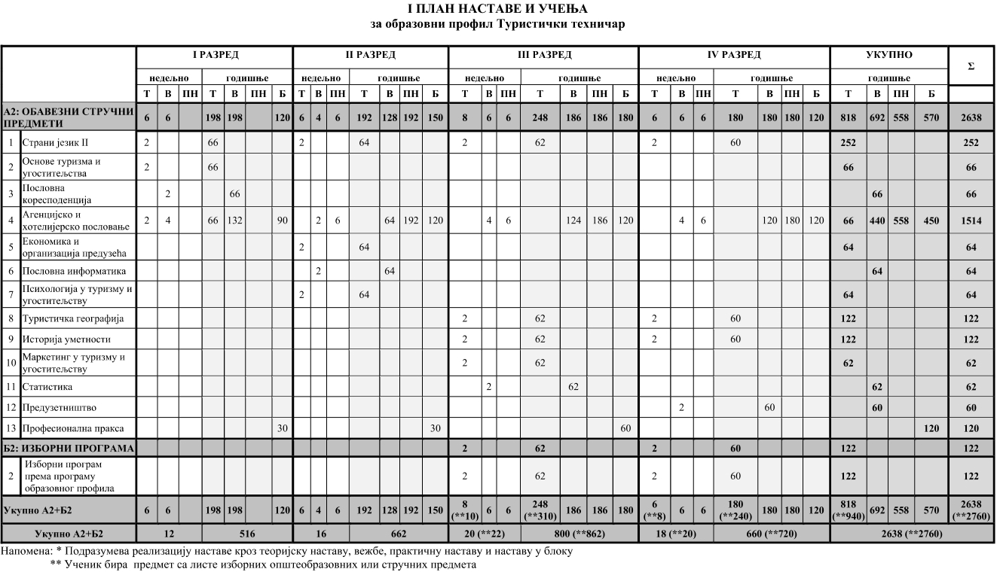 I ПЛАН НАСТАВЕ И УЧЕЊА
за образовни профил Туристички техничар
I РАЗРЕД II РАЗРЕД III РАЗРЕД IV РАЗРЕД УКУПНО Σ
недељно годишње недељно годишње недељно годишње недељно годишње годишње
Т В ПН Т В ПН Б Т В ПН Т В ПН Б Т В ПН Т В ПН Б Т В ПН Т В ПН Б Т В ПН Б
А2: ОБАВЕЗНИ СТРУЧНИ
ПРЕДМЕТИ 6 6 198 198 120 6 4 6 192 128 192 150 8 6 6 248 186 186 180 6 6 6 180 180 180 120 818 692 558 570 2638
1 Страни језик II 2 66 2 64 2 62 2 60 252 252
2 Основе туризма и
угоститељства 2 66 66 66
3 Пословна
коресподенција 2 66 66 66
4 Агенцијско и
хотелијерско пословање 2 4 66 132 90 2 6 64 192 120 4 6 124 186 120 4 6 120 180 120 66 440 558 450 1514
5 Економика и
организација предузећа 2 64 64 64
6 Пословна информатика 2 64 64 64
7 Психологија у туризму и
угоститељству 2 64 64 64
8 Туристичка географија 2 62 2 60 122 122
9 Историја уметности 2 62 2 60 122 122
10 Маркетинг у туризму и
угоститељству 2 62 62 62
11 Статистика 2 62 62 62
12 Предузетништво 2 60 60 60
13 Професионална пракса 30 30 60 120 120
Б2: ИЗБОРНИ ПРОГРАМА 2 62 2 60 122 122
2 Изборни програм
према програму
образовног профила 2 62 2 60 122 122
Укупно А2+Б2 6 6 198 198 120 6 4 6 192 128 192 150 8 (**10) 6 6 248 (**310) 186 186 180 6 (**8) 6 6 180 (**240) 180 180 120 818 (**940) 692 558 570 2638 (**2760)
Укупно А2+Б2 12 516 16 662 20 (**22) 800 (**862) 18 (**20) 660 (**720) 2638 (**2760)
Напомена: * Подразумева реализацију наставе кроз теоријску наставу, вежбе, практичну наставу и наставу у блоку
** Ученик бира предмет са листе изборних општеобразовних или стручних предмета